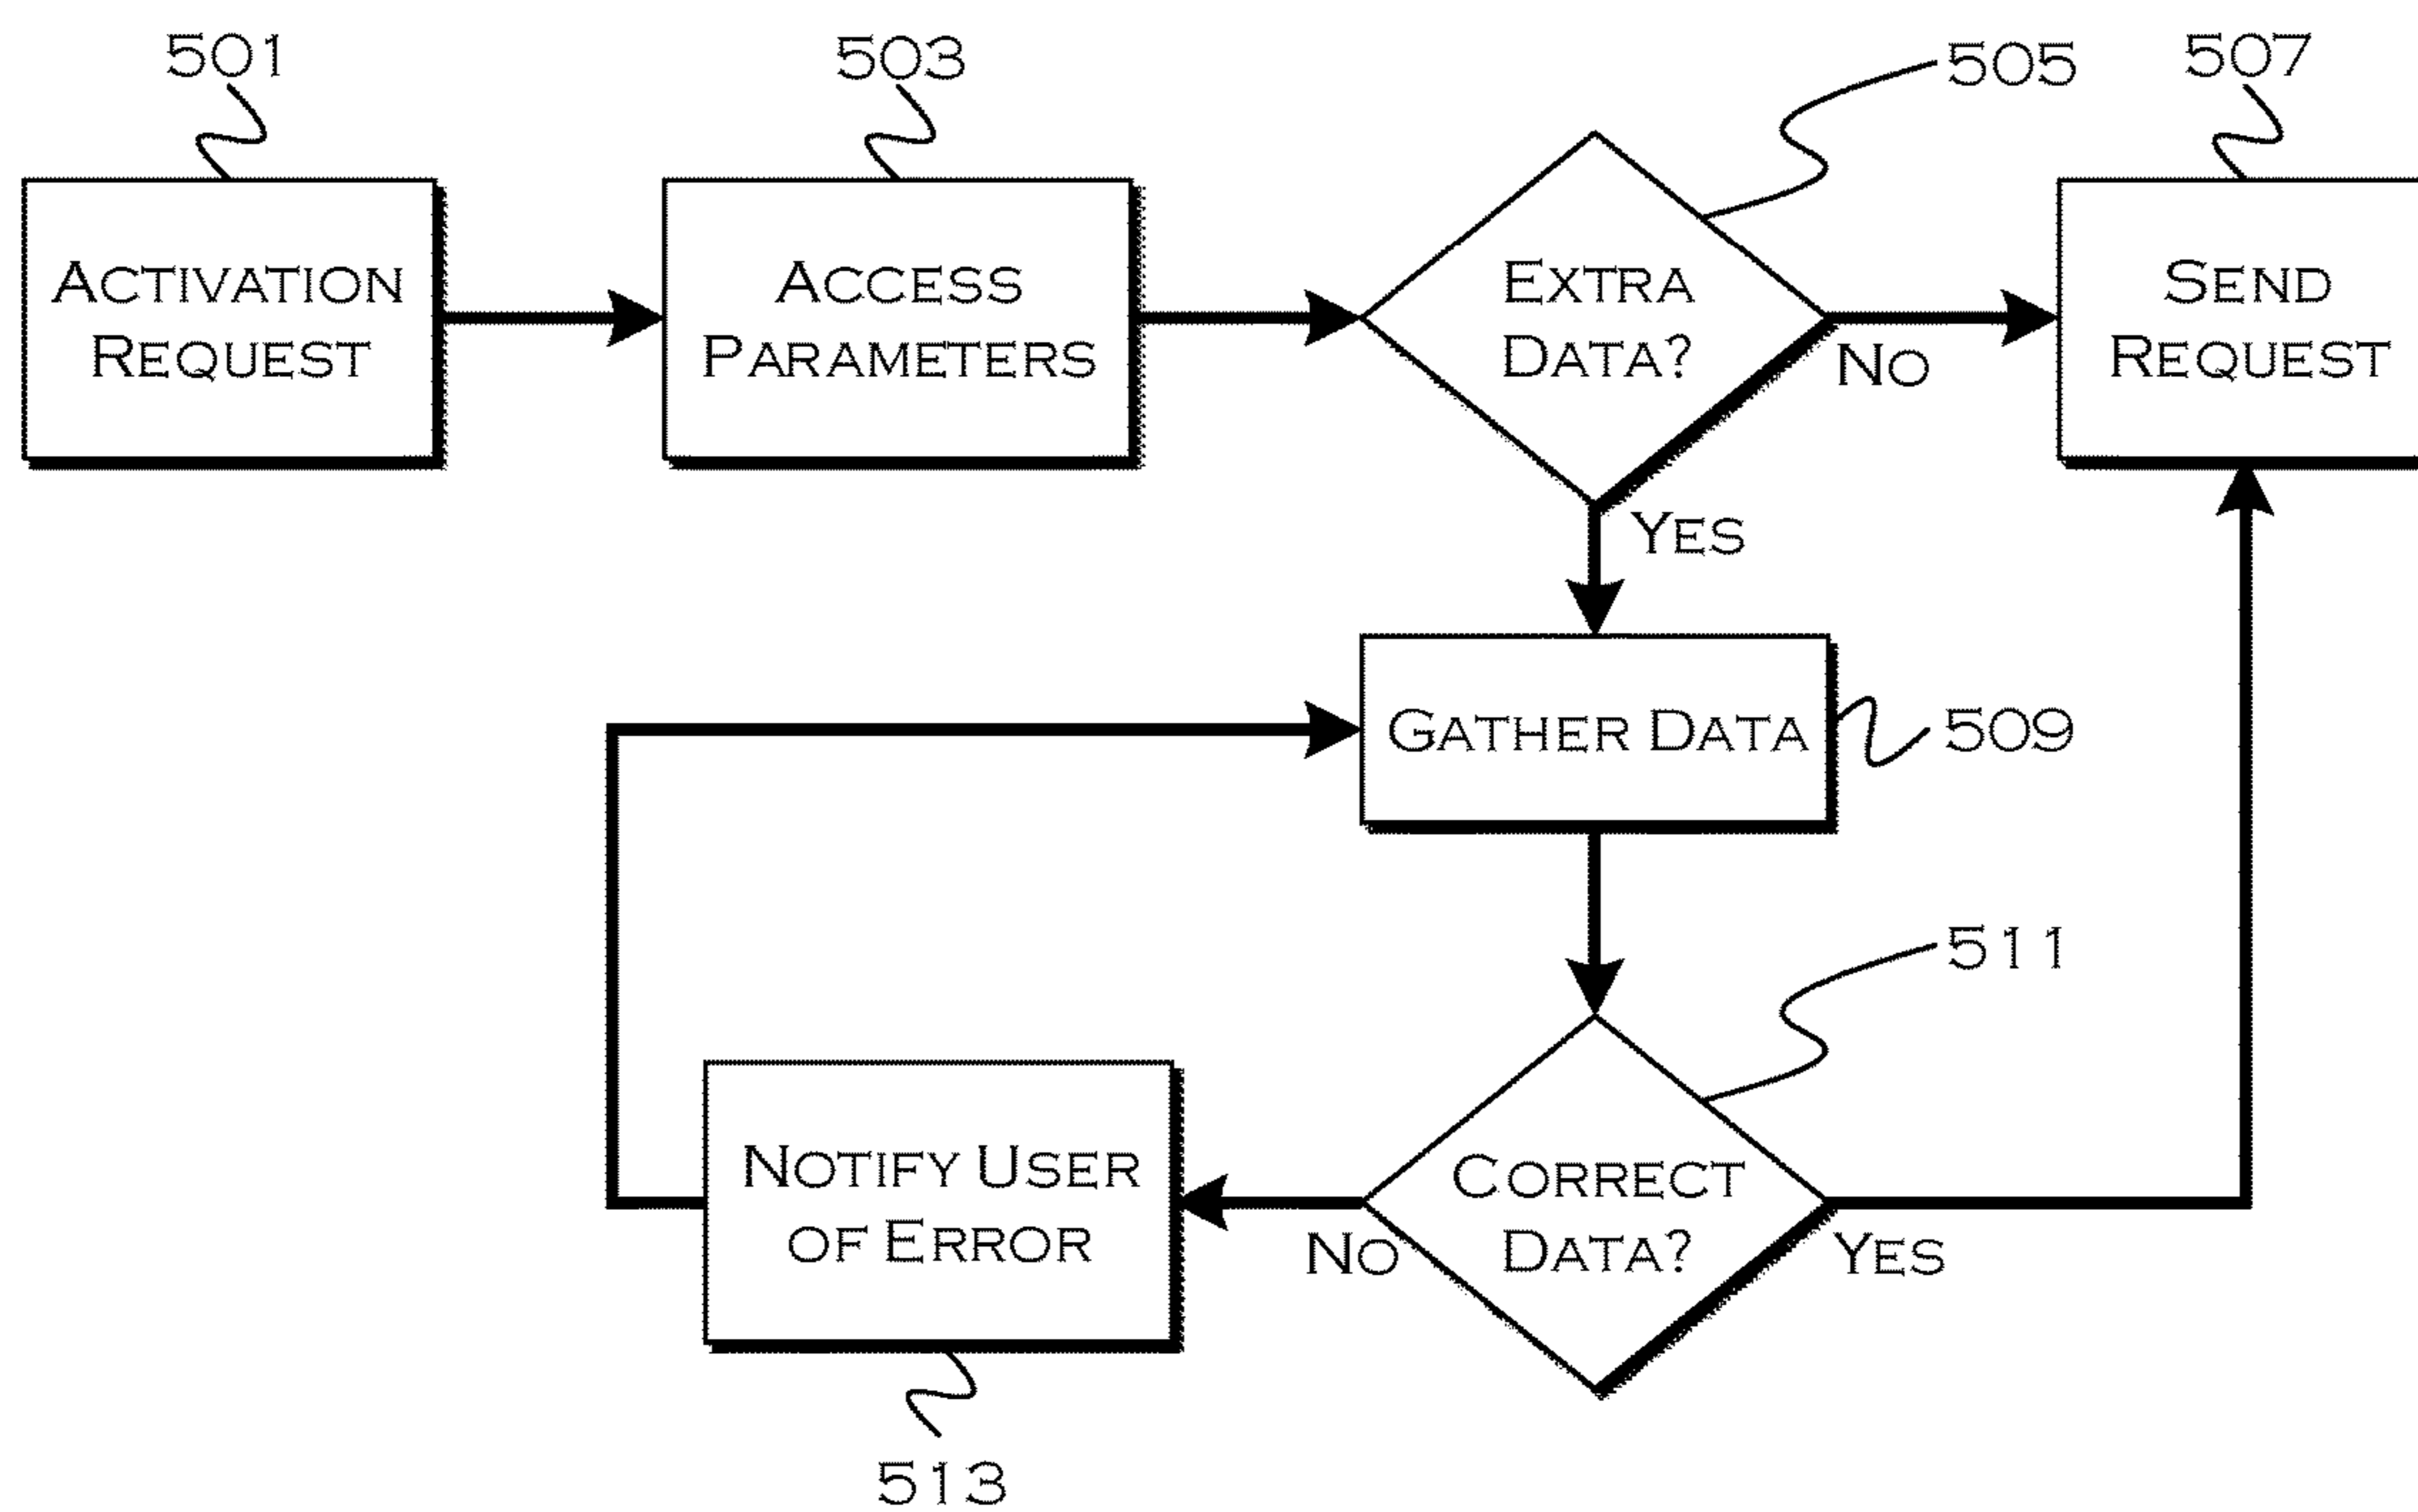 501
503
505
507
ACTIVATION
REQUEST
ACCESS
PARAMETERS
EXTRA
DATA?
NO
SEND
REQUEST
YES
GATHER DATA
509
511
NOTIFY USER
OF ERROR
NO
CORRECT
DATA?
YES
513